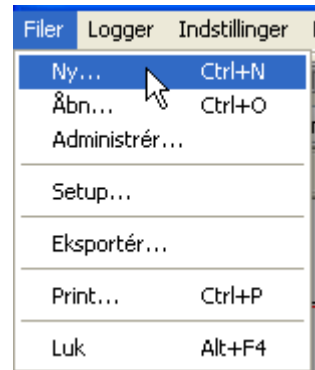 Filer Logger Indstillinger
Ny... Ctrl+N
Åbn... Ctrl+O
Administrér...
Setup...
Eksportér...
Print... Ctrl+P
Luk Alt+F4